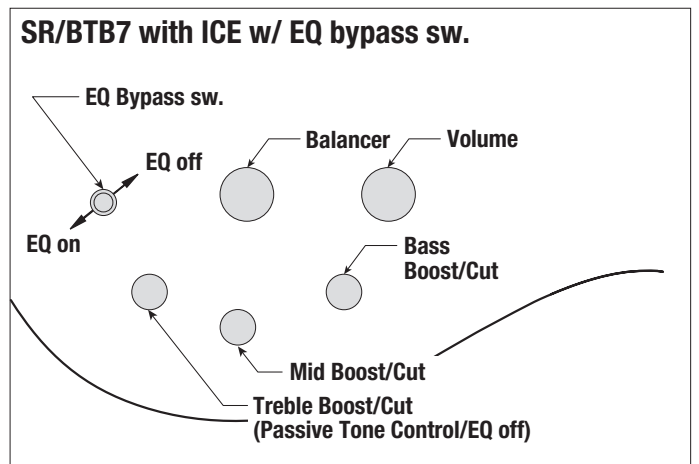 SR/BTB7 with ICE w/ EQ bypass sw.
EQ Bypass sw.
EQ off
EQ on
Balancer
Volume
Bass
Boost/Cut
Mid Boost/Cut
Treble Boost/Cut
(Passive Tone Control/EQ off)